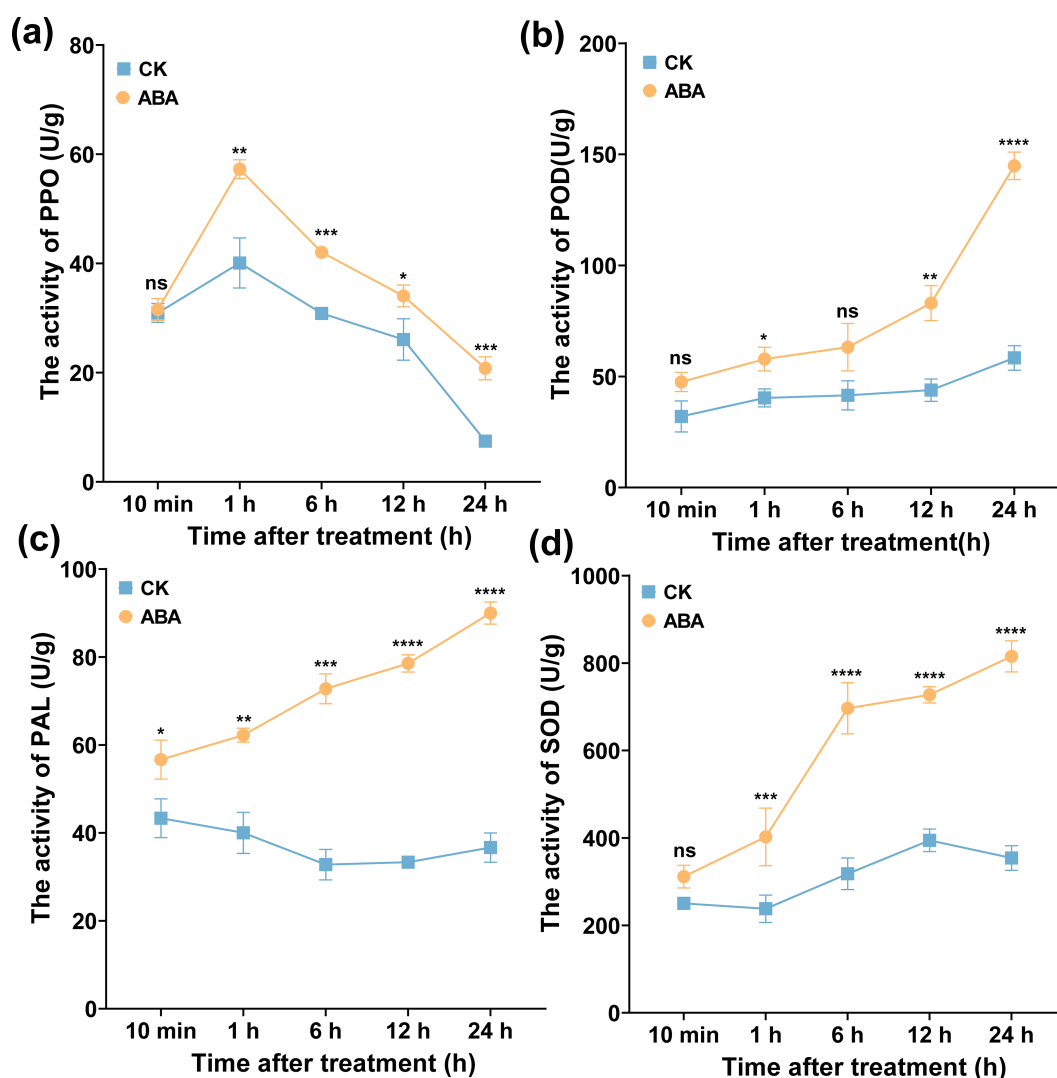 (a)
The activity of PPO (U/g)
80
60
40
20
0
CK
ABA
ns
**
***
*
***
10 min 1 h 6 h 12 h 24 h
Time after treatment (h)
(b)
The activity of POD(U/g)
200
150
100
50
0
CK
ABA
ns
*
ns
**
****
10 min 1 h 6 h 12 h 24 h
Time after treatment(h)
(c)
The activity of PAL (U/g)
100
80
60
40
20
0
CK
ABA
*
**
***
****
****
10 min 1 h 6 h 12 h 24 h
Time after treatment (h)
(d)
The activity of SOD (U/g)
1000
800
600
400
200
0
CK
ABA
ns
***
****
****
****
10 min 1 h 6 h 12 h 24 h
Time after treatment (h)